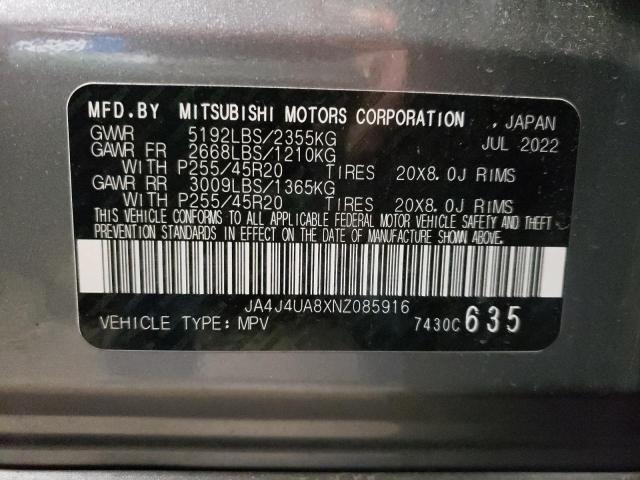 MFD.BY MITSUBISHI MOTORS CORPORATION . JAPAN
GWWR 5192LBS/2355KG JUL 2022
GAWR FR 2668LBS/1210KG
WITH P255/45R20 TIRES 20X8.0J RIMS
GAWR RR 3009LBS/1365KG
WITH P255/45R20 TIRES 20X8.0J RIMS
THIS VEHICLE CONFORMS TO ALL APPLICABLE FEDERAL MOTOR VEHICLE SAFETY AND THEFT
PREVENTION STANDARDS IN EFFECT ON THE DATE OF MANUFACTURE SHOWN ABOVE.
JA4J4UA8XNZ085916
VEHICLE TYPE:MPV 7430C 635